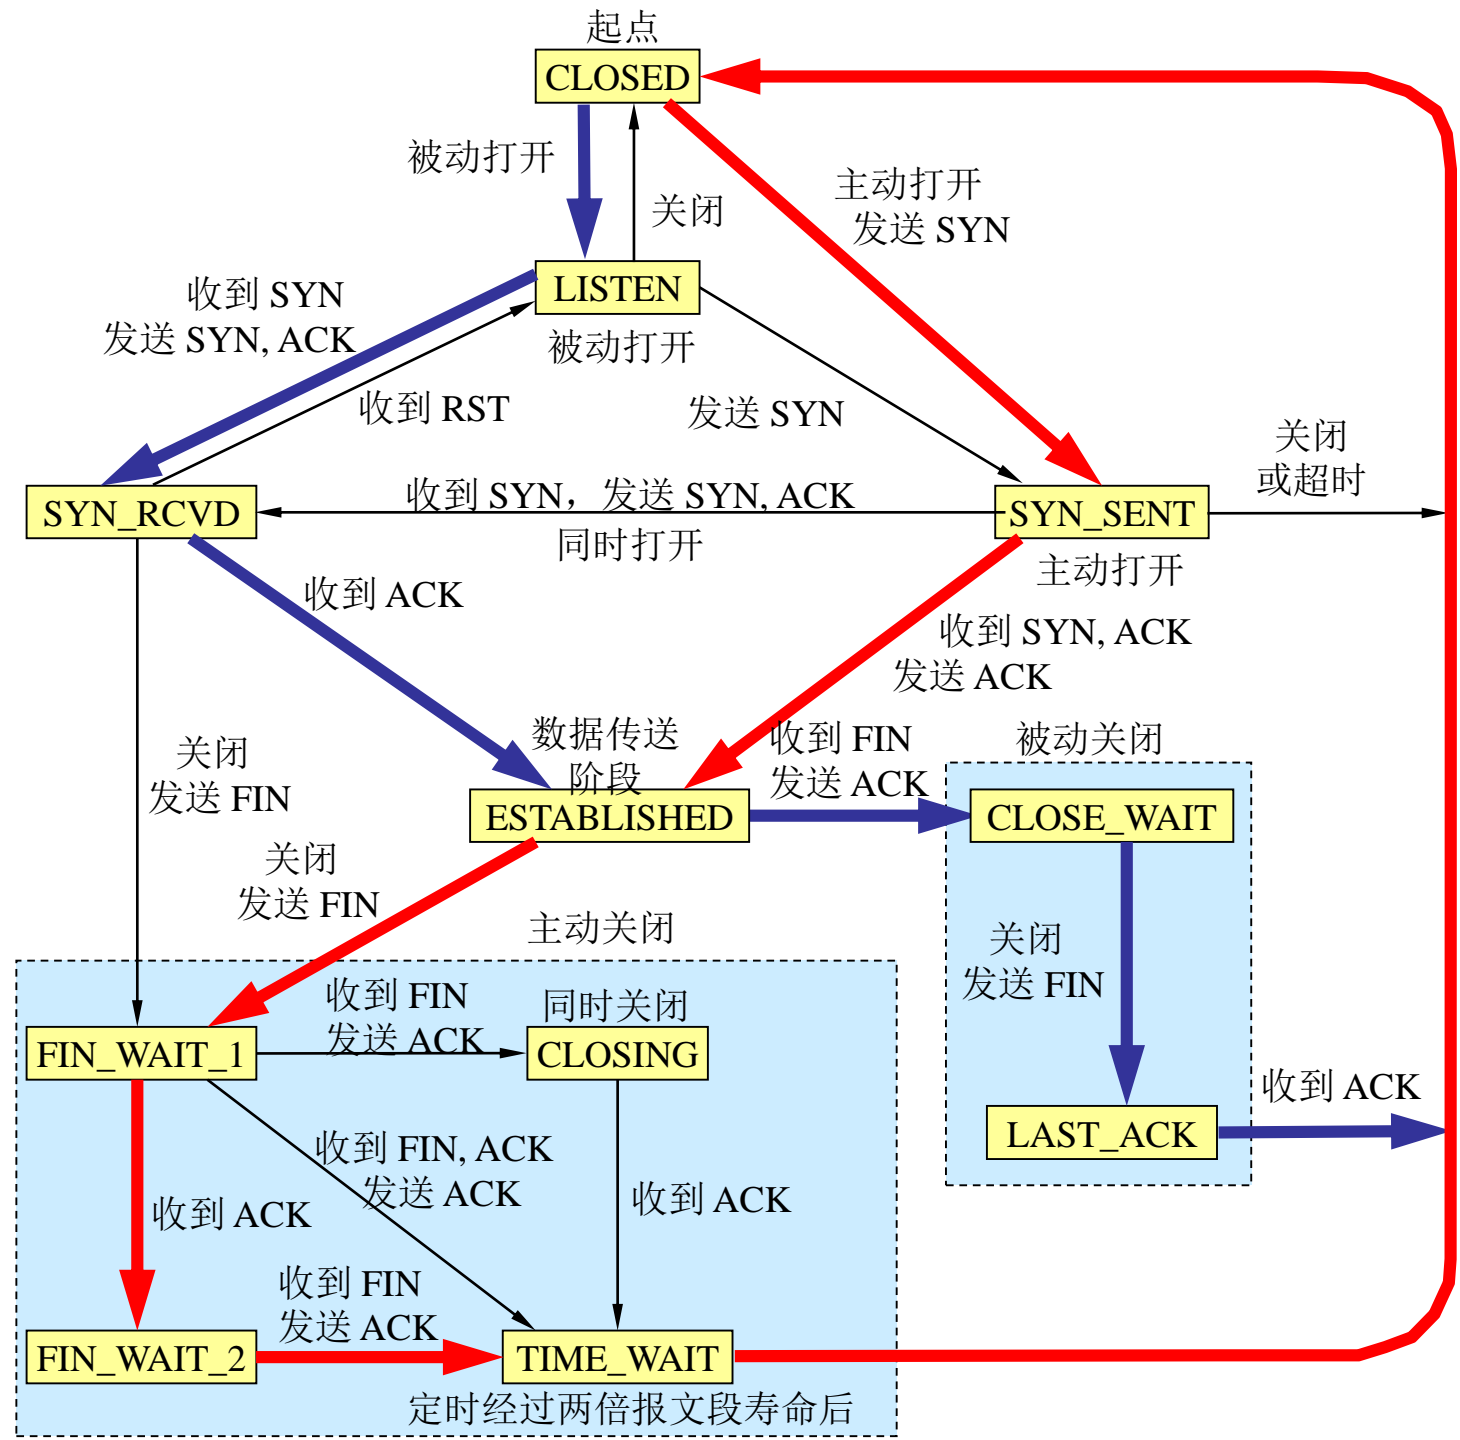 起点
CLOSED
被动打开
主动打开
发送 SYN
关闭
收到 SYN
发送 SYN, ACK
LISTEN
被动打开
收到 RST
发送 SYN
关闭
或超时
SYN_RCVD
收到 SYN，发送 SYN, ACK
同时打开
SYN_SENT
主动打开
收到 ACK
收到 SYN, ACK
发送 ACK
数据传送
阶段
收到 FIN
发送 ACK
被动关闭
关闭
发送 FIN
ESTABLISHED
CLOSE_WAIT
关闭
发送 FIN
主动关闭
关闭
发送 FIN
收到 FIN
发送 ACK
同时关闭
FIN_WAIT_1
CLOSING
收到 ACK
LAST_ACK
收到 FIN, ACK
发送 ACK
收到 ACK
收到 ACK
收到 FIN
发送 ACK
FIN_WAIT_2
TIME_WAIT
定时经过两倍报文段寿命后